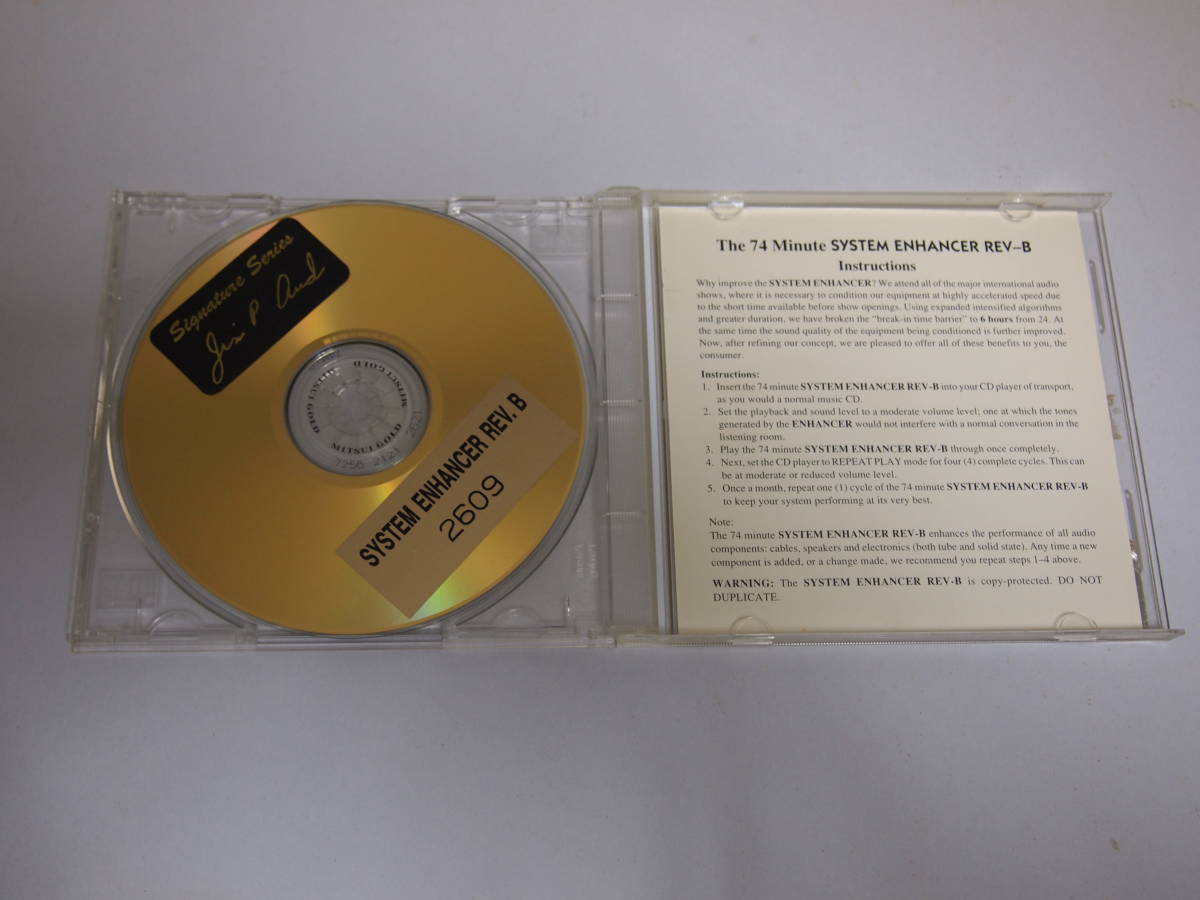 Signature Series
MITSUI GOLD
MITSUI GOLD
MITSUI GOLD
7256 2121 2621
SYSTEM ENHANCER REV. B
2609
The 74 Minute SYSTEM ENHANCER REV–B
Instructions
Why improve the SYSTEM ENHANCER? We attend all of the major international audio
shows, where it is necessary to condition our equipment at highly accelerated speed due
to the short time available before show openings. Using expanded intensified algorithms
and greater duration, we have broken the “break-in time barrier” to 6 hours from 24. At
the same time the sound quality of the equipment being conditioned is further improved.
Now, after refining our concept, we are pleased to offer all of these benefits to you, the
consumer.
Instructions:
1. Insert the 74 minute SYSTEM ENHANCER REV-B into your CD player of transport,
as you would a normal music CD.
2. Set the playback and sound level to a moderate volume level; one at which the tones
generated by the ENHANCER would not interfere with a normal conversation in the
listening room.
3. Play the 74 minute SYSTEM ENHANCER REV-B through once completely.
4. Next, set the CD player to REPEAT PLAY mode for four (4) complete cycles. This can
be at moderate or reduced volume level.
5. Once a month, repeat one (1) cycle of the 74 minute SYSTEM ENHANCER REV-B
to keep your system performing at its very best.
Note:
The 74 minute SYSTEM ENHANCER REV-B enhances the performance of all audio
components: cables, speakers and electronics (both tube and solid state). Any time a new
component is added, or a change made, we recommend you repeat steps 1–4 above.
WARNING: The SYSTEM ENHANCER REV-B is copy-protected. DO NOT
DUPLICATE.